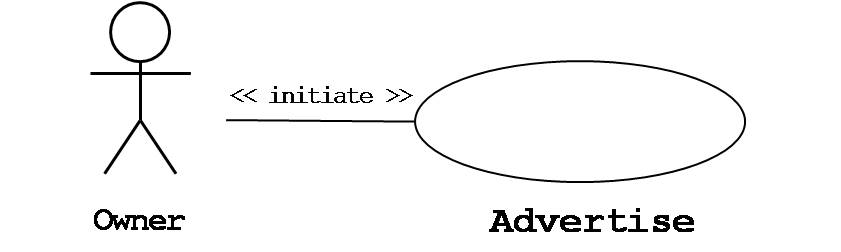 << initiate >>
Owner
Advertise